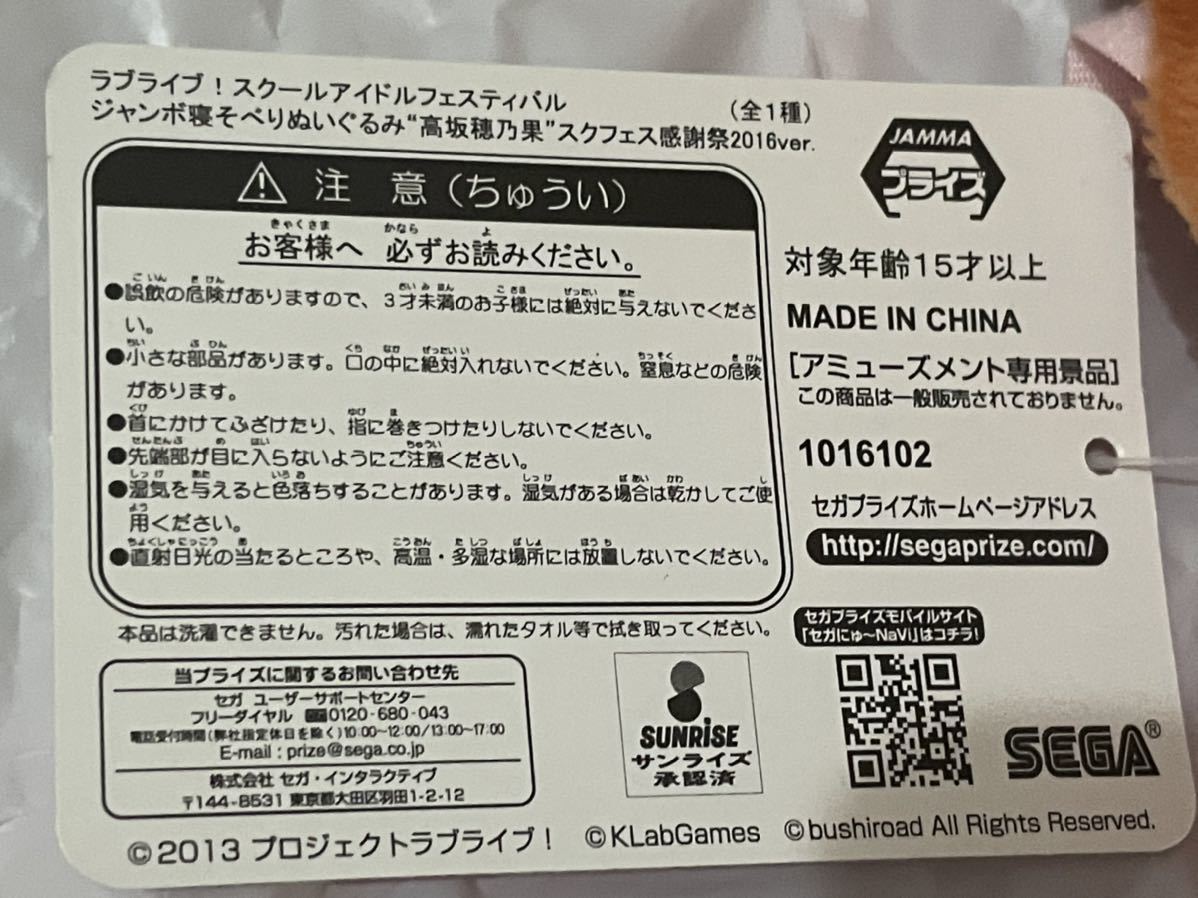 ラブライブ！スクールアイドルフェスティバル
ジャンボ寝そべりぬいぐるみ“高坂穂乃果”スクフェス感謝祭2016ver.
（全１種）
⚠ 注 意（ちゅうい）
お客様へ 必ずお読みください。
●誤飲の危険がありますので、３才未満のお子様には絶対に与えないでくださ
い。
●小さな部品があります。口の中に絶対入れないでください。窒息などの危険
があります。
●首にかけてふざけたり、指に巻きつけたりしないでください。
●先端部が目に入らないようにご注意ください。
●湿気を与えると色落ちすることがあります。湿気がある場合は乾かしてご使
用ください。
●直射日光の当たるところや、高温・多湿な場所には放置しないでください。
本品は洗濯できません。汚れた場合は、濡れたタオル等で拭き取ってください。
当プライズに関するお問い合わせ先
セガ ユーザーサポートセンター
フリーダイヤル 0120-680-043
電話受付時間(弊社指定休日を除く)10:00〜12:00/13:00〜17:00
E-mail : prize@sega.co.jp
株式会社 セガ・インタラクティブ
〒144-8531 東京都大田区羽田1-2-12
SUNRISE
サンライズ
承認済
JAMMA
プライズ
対象年齢15才以上
MADE IN CHINA
[アミューズメント専用景品]
この商品は一般販売されておりません。
1016102
セガプライズホームページアドレス
http://segaprize.com/
セガプライズモバイルサイト
「セガにゅ〜NaVi」はコチラ！
SEGA®
©2013 プロジェクトラブライブ！ ©KLabGames ©bushiroad All Rights Reserved.